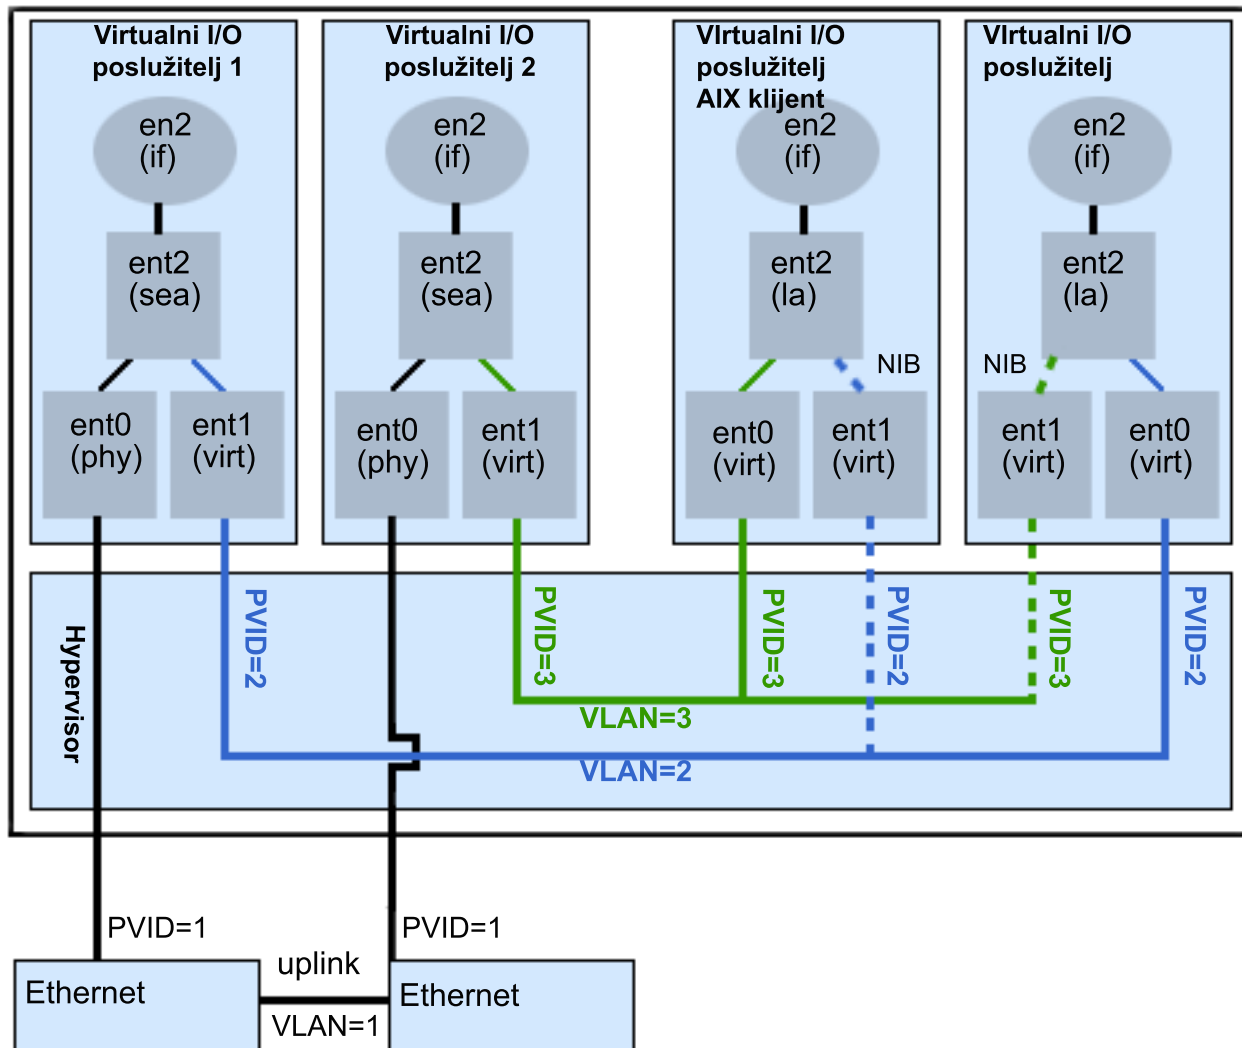 Virtualni I/O
poslužitelj 1
Virtualni I/O
poslužitelj 2
VIrtualni I/O
poslužitelj
AIX klijent
VIrtualni I/O
poslužitelj
en2
(if)
en2
(if)
en2
(if)
en2
(if)
ent2
(sea)
ent2
(sea)
ent2
(la)
ent2
(la)
NIB
NIB
ent0
(phy)
ent1
(virt)
ent0
(phy)
ent1
(virt)
ent0
(virt)
ent1
(virt)
ent1
(virt)
ent0
(virt)
Hypervisor
PVID=2
PVID=3
PVID=3
PVID=2
PVID=3
PVID=2
VLAN=3
VLAN=2
PVID=1
PVID=1
uplink
Ethernet
Ethernet
VLAN=1